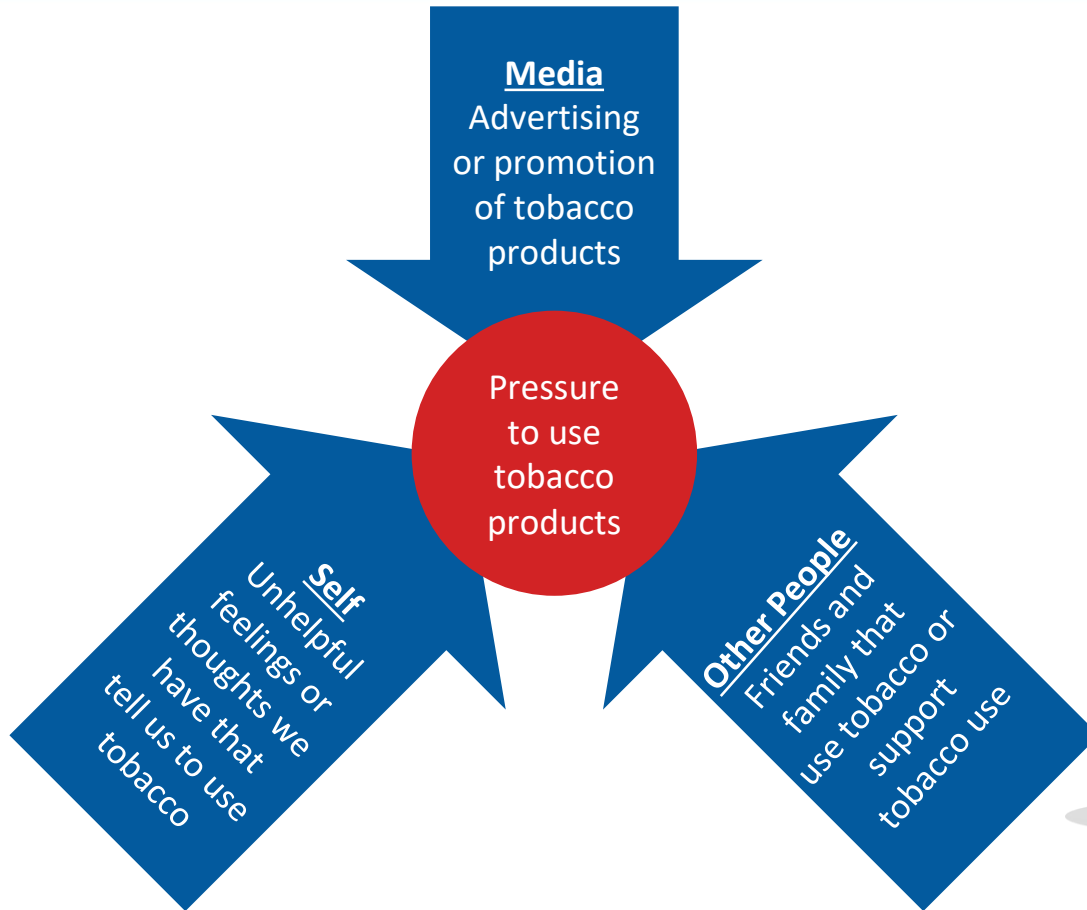 Media
Advertising
or promotion
of tobacco
products
Pressure
to use
tobacco
products
Self
Unhelpful
feelings or
thoughts we
have that
tell us to use
tobacco
Other People
Friends and
family that
use tobacco or
support
tobacco use